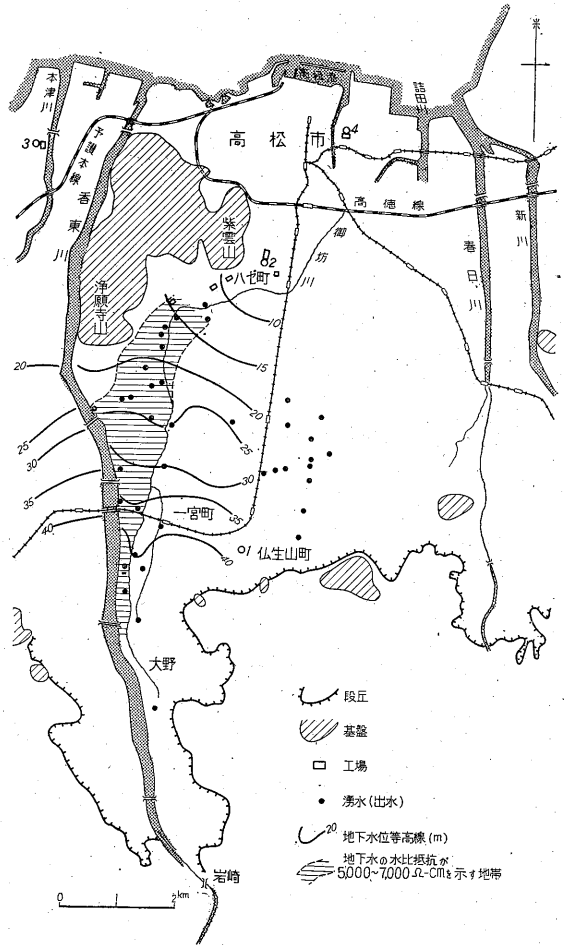 米
高松港
本津川
詰田川
高松市
4
3
予讃本線
香東川
紫雲山
高徳線
御坊川
春日川
新川
2
八ゼ町
浄願寺山
10
15
20
20
25
25
30
30
35
35
40
40
一宮町
1 仏生山町
大野
段丘
基盤
工場
湧水(出水)
20 地下水位等高線(m)
地下水の水比抵抗が
5,000~7,000 Ω-cmを示す地帯
岩崎
0 1 2km